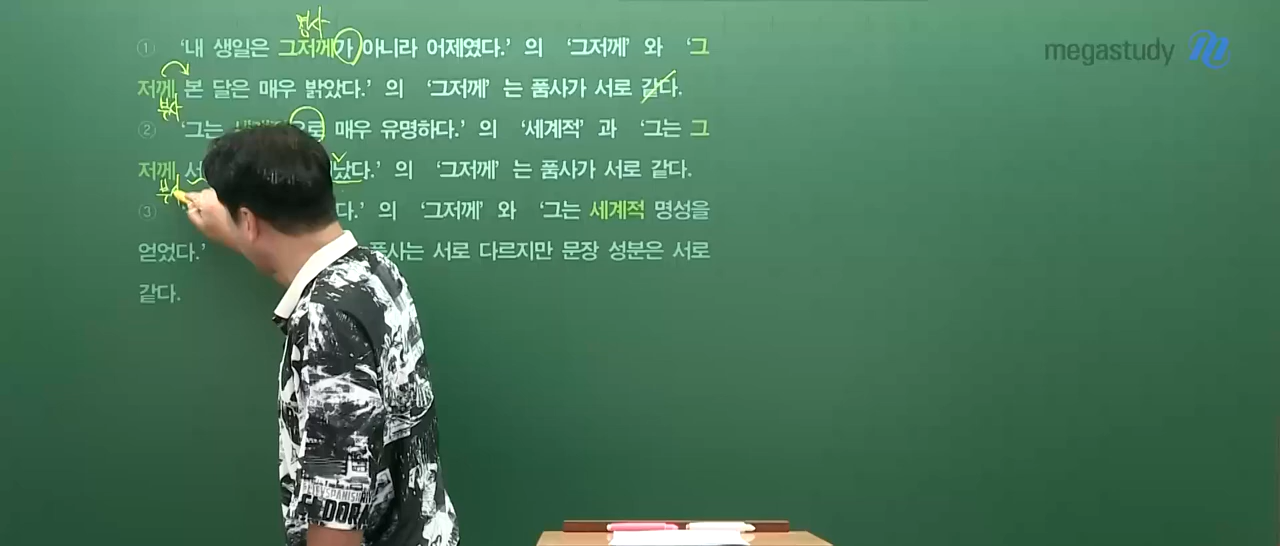 megastudy
명사
① ‘내 생일은 그저께가 아니라 어제였다.’ 의 ‘그저께’ 와 ‘그
저께 본 달은 매우 밝았다.’ 의 ‘그저께’ 는 품사가 서로 같다.
부사
② ‘그는 으로 매우 유명하다.’ 의 ‘세계적’ 과 ‘그는 그
저께 서 났다.’ 의 ‘그저께’ 는 품사가 서로 같다.
부사
③ 다.’ 의 ‘그저께’ 와 ‘그는 세계적 명성을
얻었다.’ 품사는 서로 다르지만 문장 성분은 서로
같다.